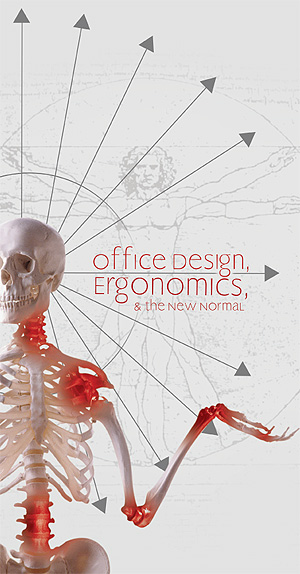 Office Design,
Ergonomics,
& the New Normal